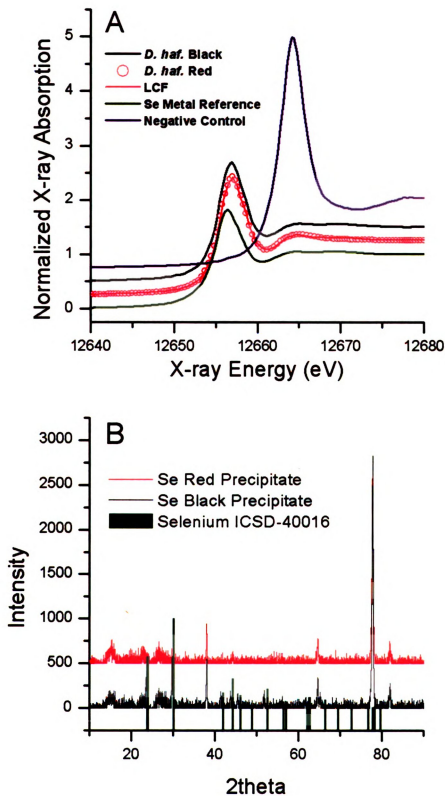 A
D. haf. Black
D. haf. Red
LCF
Se Metal Reference
Negative Control
Normalized X-ray Absorption
5
4
3
2
1
0
12640 12650 12660 12670 12680
X-ray Energy (eV)
B
Se Red Precipitate
Se Black Precipitate
Selenium ICSD-40016
Intensity
3000
2500
2000
1500
1000
500
0
20 40 60 80
2theta